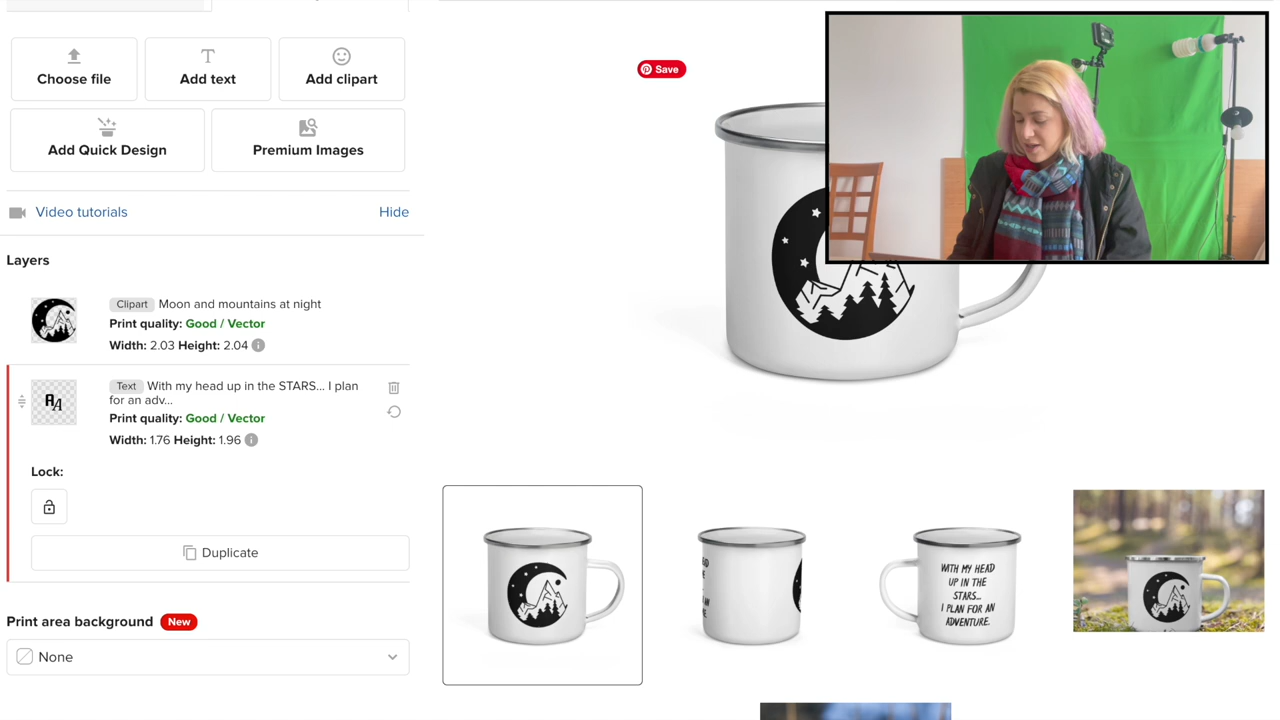 Save
Choose file
Add text
Add clipart
Add Quick Design
Premium Images
Video tutorials
Hide
Layers
Clipart Moon and mountains at night
Print quality: Good / Vector
Width: 2.03 Height: 2.04
Text With my head up in the STARS... I plan
for an adv...
Print quality: Good / Vector
Width: 1.76 Height: 1.96
Lock:
Duplicate
Print area background New
None
WITH MY HEAD
UP IN THE
STARS...
I PLAN FOR AN
ADVENTURE.